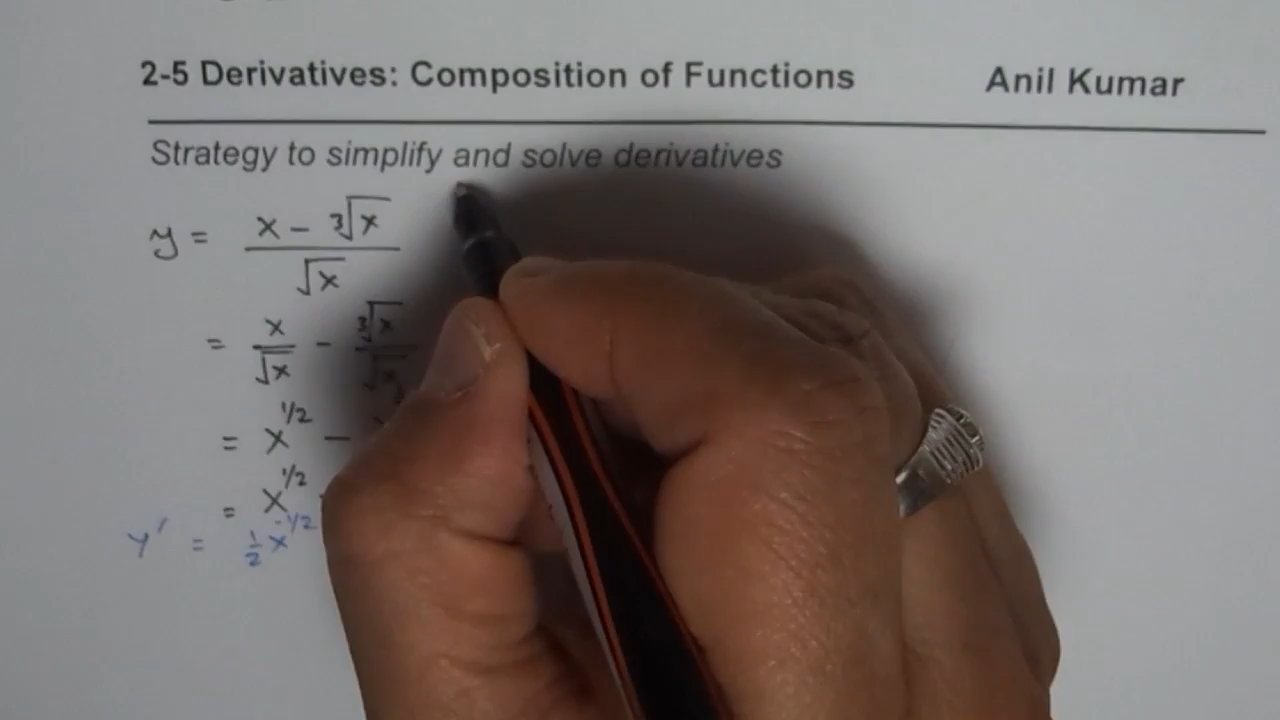 2-5 Derivatives: Composition of Functions Anil Kumar
Strategy to simplify and solve derivatives
y = (x - ∛x) / √x
= x/√x - ∛x/√x
= x^1/2 -
= x^1/2
y' = 1/2 x^-1/2